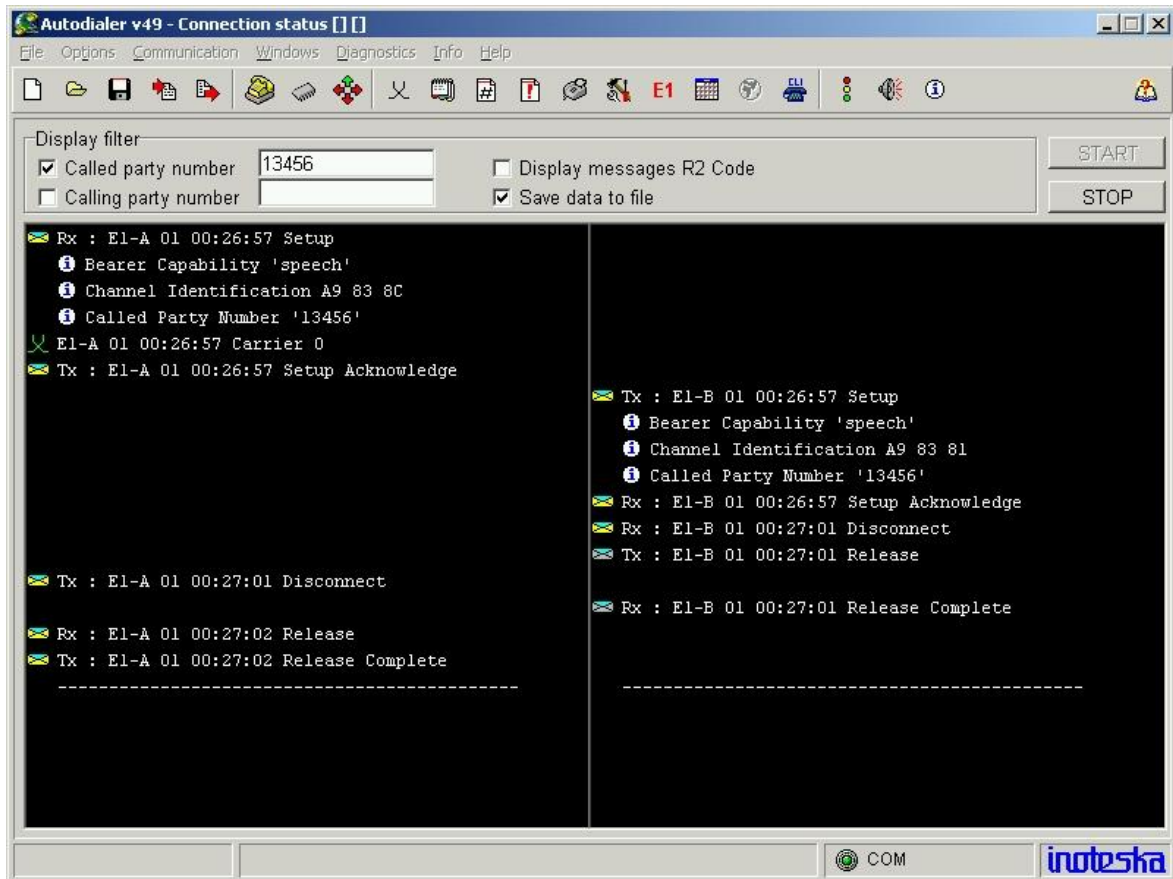 Autodialer v49 - Connection status [] []
File Options Communication Windows Diagnostics Info Help
E1 CLI
Display filter
Called party number 13456
Display messages R2 Code
Calling party number
Save data to file
START
STOP
Rx : E1-A 01 00:26:57 Setup
Bearer Capability 'speech'
Channel Identification A9 83 8C
Called Party Number '13456'
E1-A 01 00:26:57 Carrier 0
Tx : E1-A 01 00:26:57 Setup Acknowledge
Tx : E1-B 01 00:26:57 Setup
Bearer Capability 'speech'
Channel Identification A9 83 81
Called Party Number '13456'
Rx : E1-B 01 00:26:57 Setup Acknowledge
Rx : E1-B 01 00:27:01 Disconnect
Tx : E1-B 01 00:27:01 Release
Tx : E1-A 01 00:27:01 Disconnect
Rx : E1-B 01 00:27:01 Release Complete
Rx : E1-A 01 00:27:02 Release
Tx : E1-A 01 00:27:02 Release Complete
---------------------------------------------
---------------------------------------------
COM
inoteska